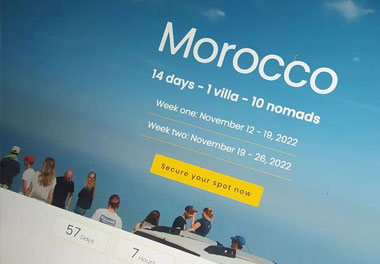 Morocco
14 days - 1 villa - 10 nomads
Week one: November 12 - 19, 2022
Week two: November 19 - 26, 2022
Secure your spot now
57 Days
7 Hours